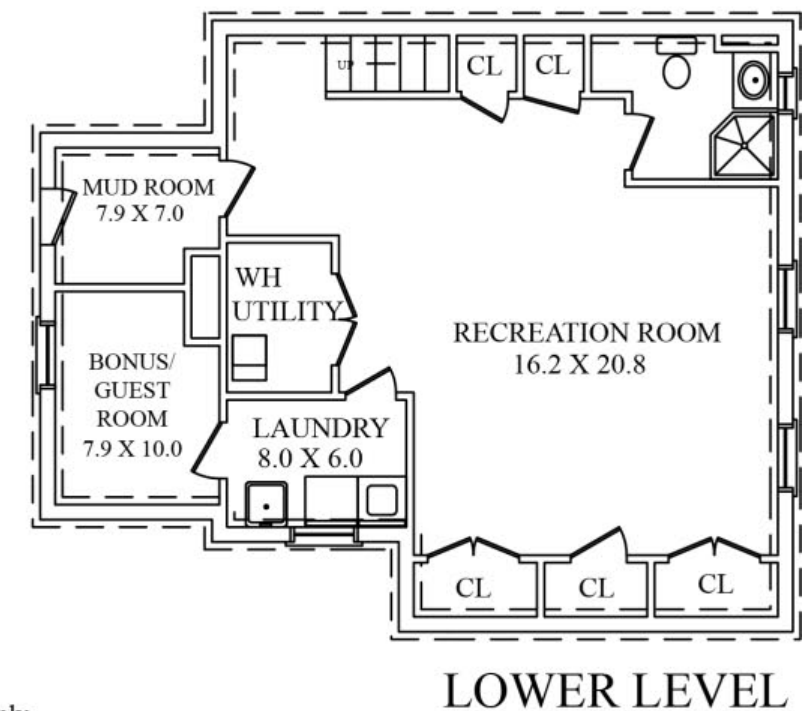 UP
CL
CL
MUD ROOM
7.9 X 7.0
WH
UTILITY
RECREATION ROOM
16.2 X 20.8
BONUS/
GUEST
ROOM
7.9 X 10.0
LAUNDRY
8.0 X 6.0
CL
CL
CL
LOWER LEVEL